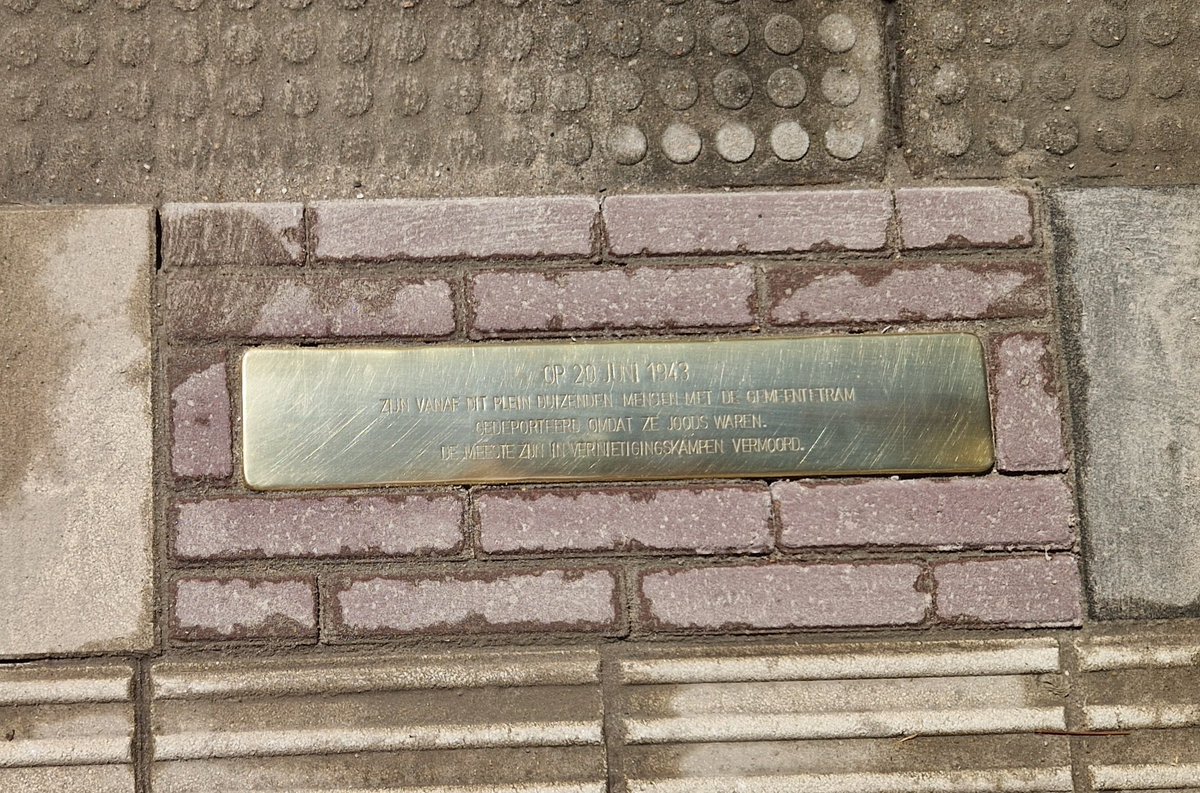 OP 20 JUNI 1943
ZIJN VANAF DIT PLEIN DUIZENDEN MENSEN MET DE GEMEENTETRAM
GEDEPORTEERD OMDAT ZE JOODS WAREN.
DE MEESTE ZIJN IN VERNIETIGINGSKAMPEN VERMOORD.